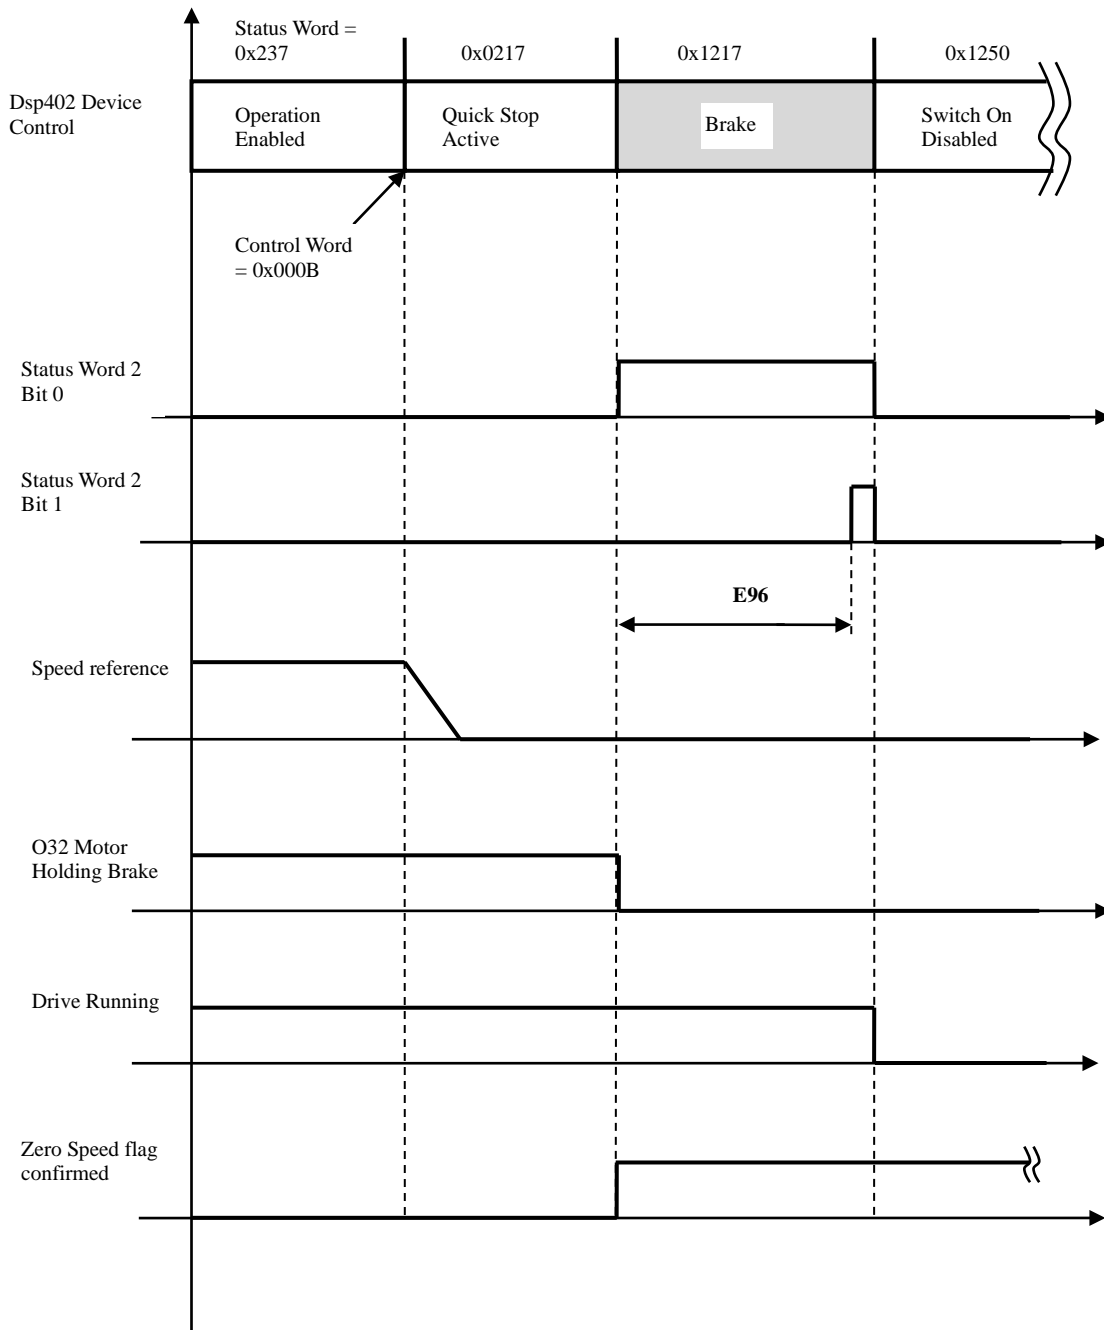 Status Word =
0x237
0x0217
0x1217
0x1250
Dsp402 Device
Control
Operation
Enabled
Quick Stop
Active
Brake
Switch On
Disabled
Control Word
= 0x000B
Status Word 2
Bit 0
Status Word 2
Bit 1
E96
Speed reference
O32 Motor
Holding Brake
Drive Running
Zero Speed flag
confirmed